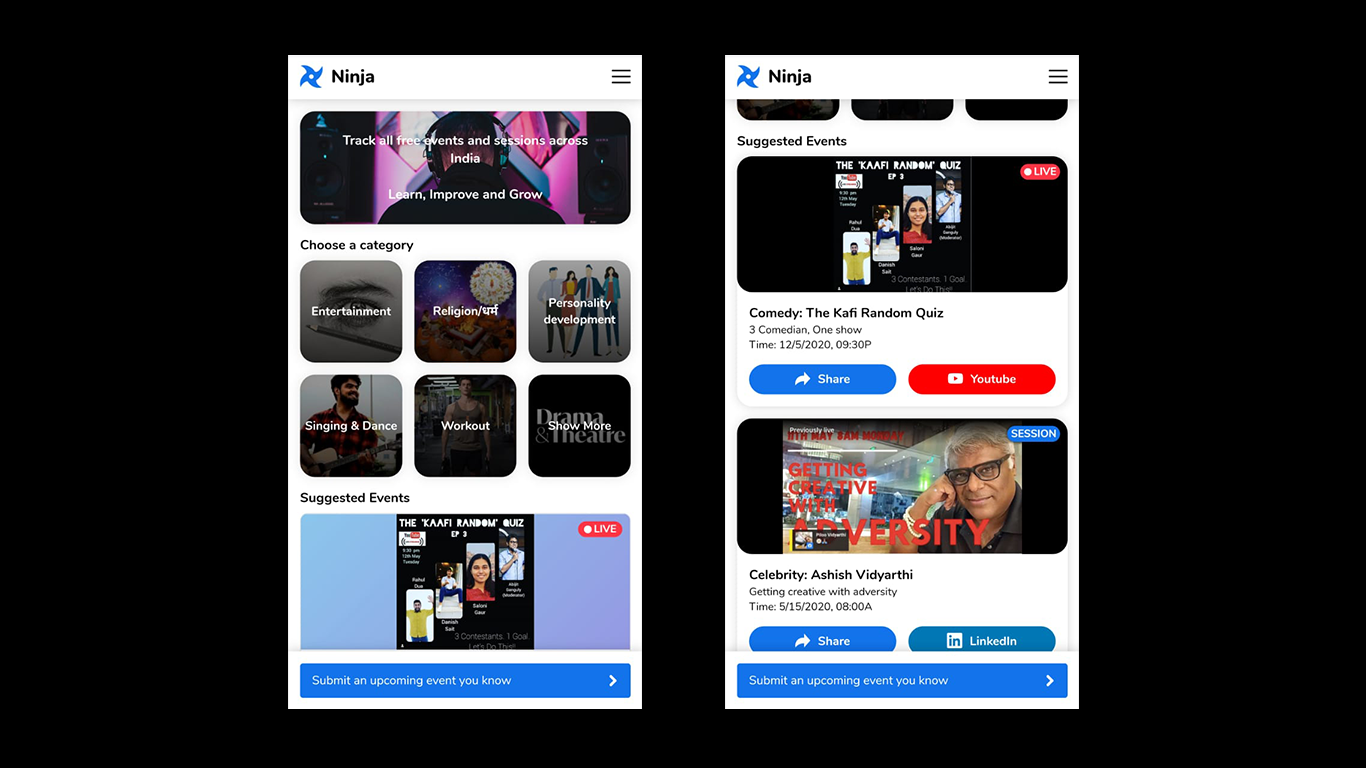 Ninja
Track all free events and sessions across
India
Learn, Improve and Grow
Choose a category
Entertainment
Religion/धर्म
Personality
development
Singing & Dance
Workout
Drama
&Theatre
Show More
Suggested Events
THE 'KAAFI RANDOM' QUIZ
EP 3
LIVE
YouTube
9:30 pm
12th May
Tuesday
Rahul
Dua
Danish
Sait
Saloni
Gaur
Abijit
Ganguly
(Moderator)
3 Contestants. 1 Goal.
Let's Do This!!
Submit an upcoming event you know
Ninja
Suggested Events
THE 'KAAFI RANDOM' QUIZ
EP 3
LIVE
YouTube
9:30 pm
12th May
Tuesday
Rahul
Dua
Danish
Sait
Saloni
Gaur
Abijit
Ganguly
(Moderator)
3 Contestants. 1 Goal.
Let's Do This!!
Comedy: The Kafi Random Quiz
3 Comedian, One show
Time: 12/5/2020, 09:30P
Share
Youtube
Previously live
11TH MAY 8AM MONDAY
SESSION
GETTING
CREATIVE
WITH
ADVERSITY
Piloo Vidyarthi
Celebrity: Ashish Vidyarthi
Getting creative with adversity
Time: 5/15/2020, 08:00A
Share
LinkedIn
Submit an upcoming event you know